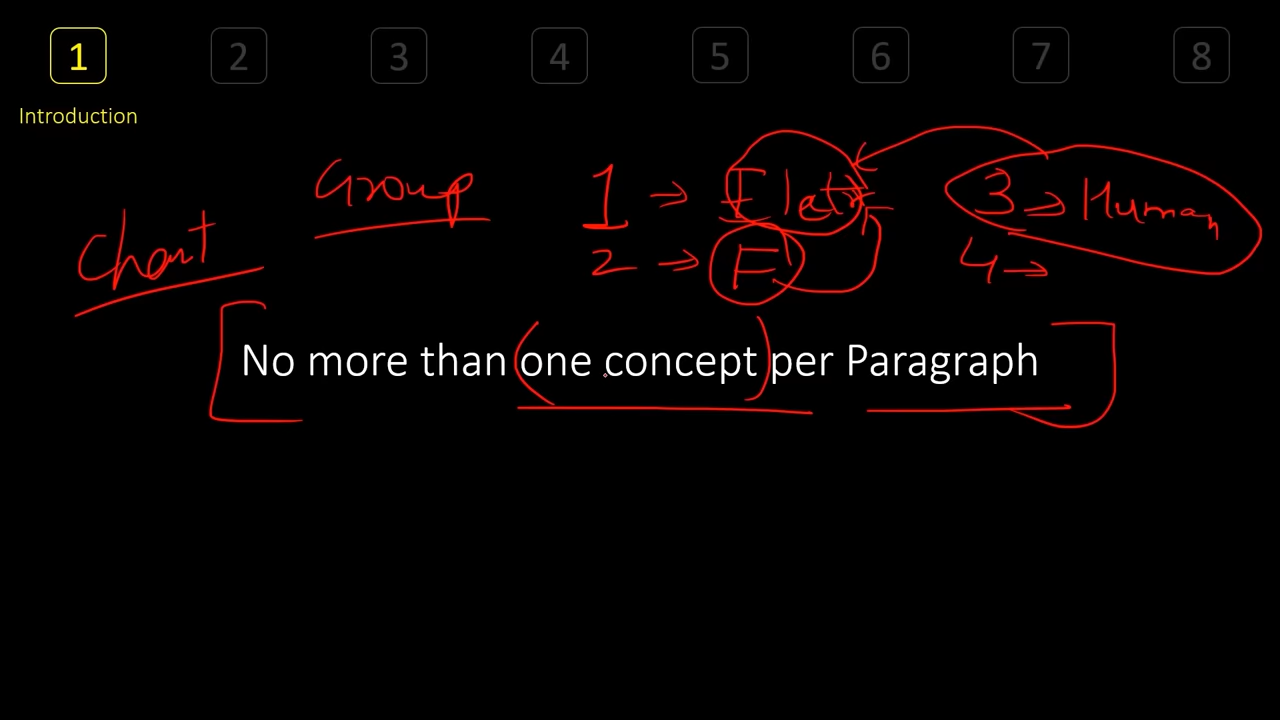 1 2 3 4 5 6 7 8
Introduction
Group 1 → 3 → Human
Chart 2 → F 4 →
No more than one concept per Paragraph